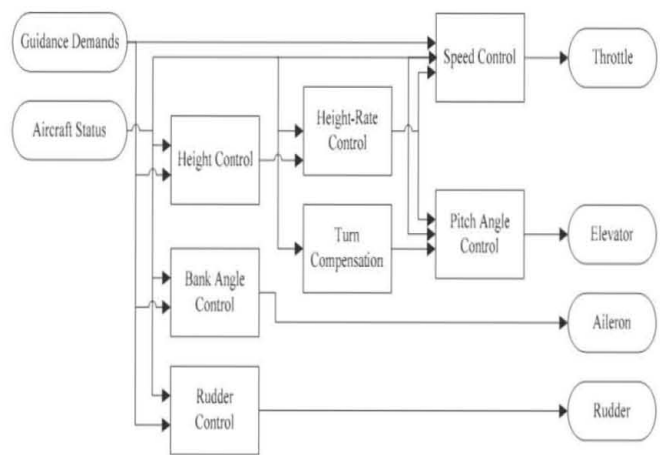 Guidance Demands
Speed Control
Throttle
Aircraft Status
Height Control
Height-Rate
Control
Turn
Compensation
Pitch Angle
Control
Elevator
Bank Angle
Control
Aileron
Rudder
Control
Rudder